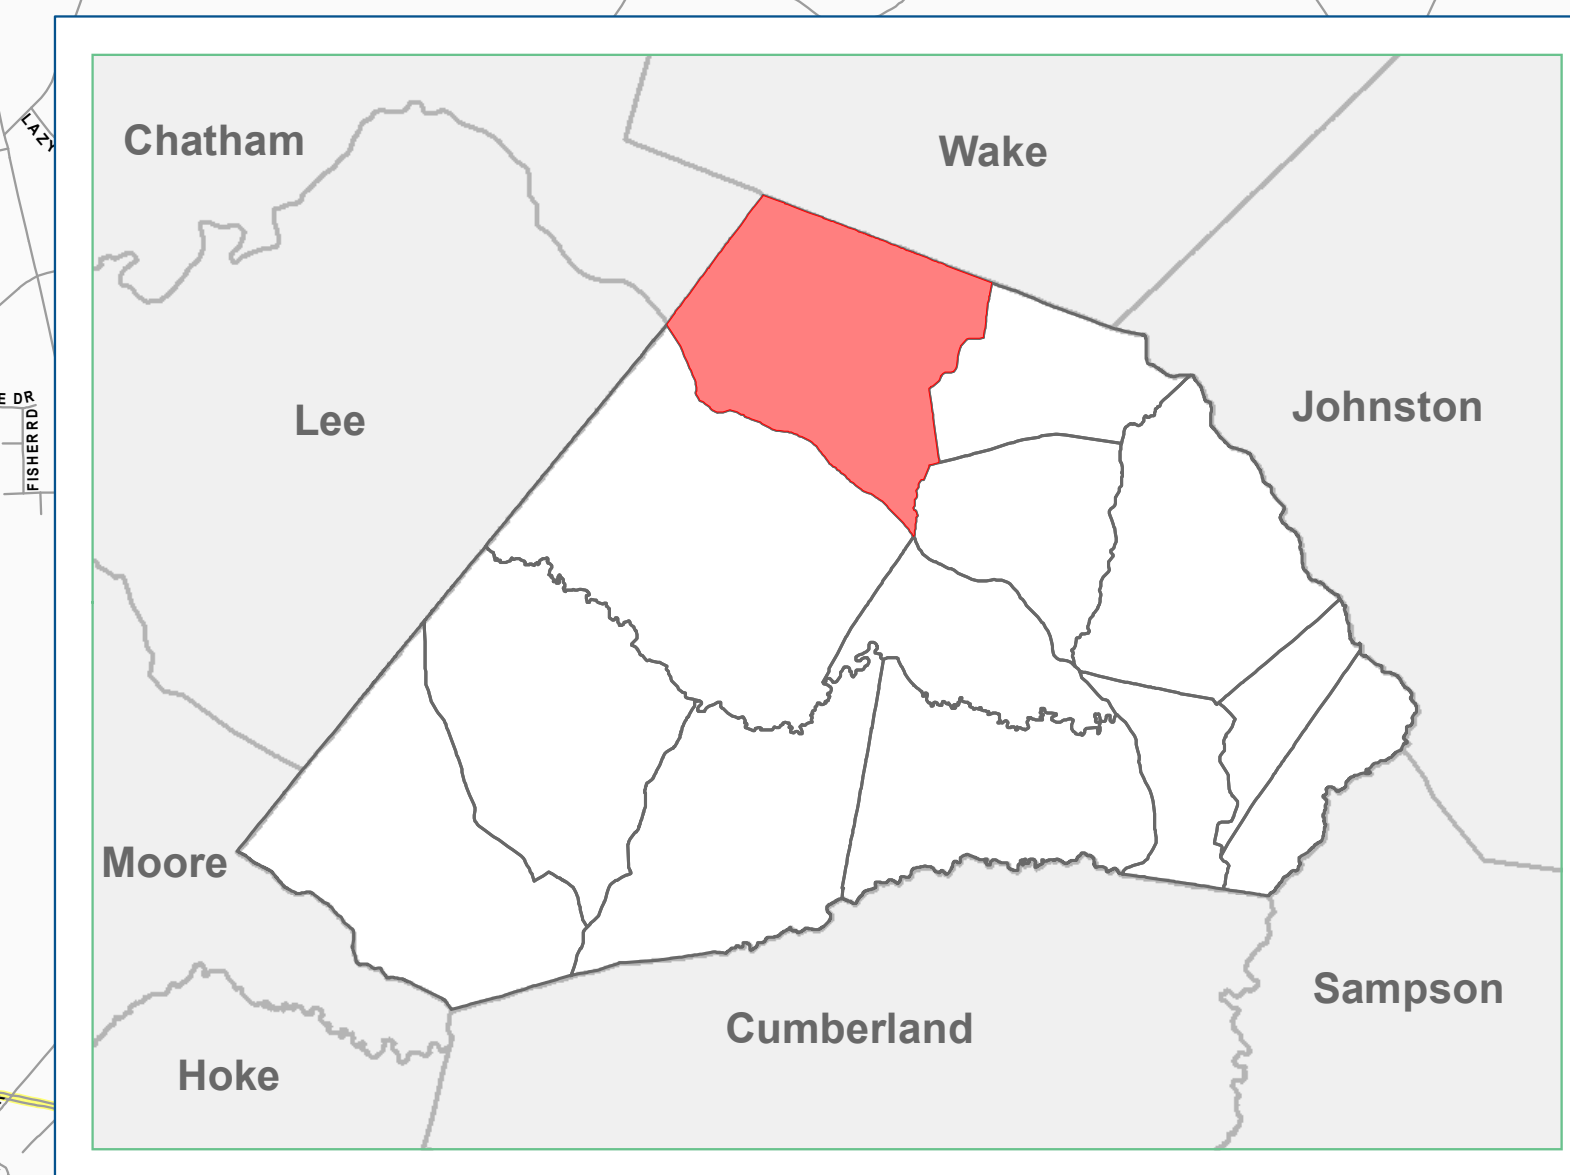 LAZY
Chatham
Wake
E DR
FISHER RD
Lee
Johnston
Moore
Sampson
Cumberland
Hoke